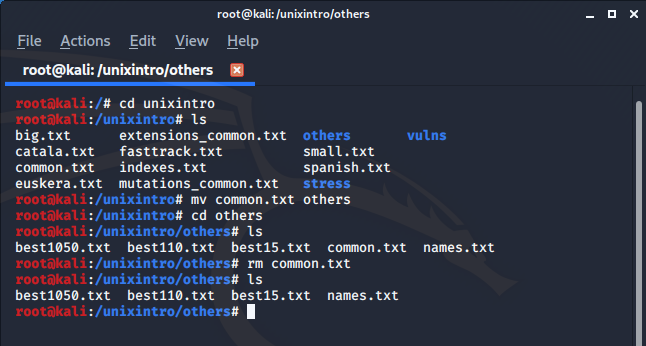 root@kali:/unixintro/others
File Actions Edit View Help
root@kali: /unixintro/others
root@kali:/# cd unixintro
root@kali:/unixintro# ls
big.txt extensions_common.txt others vulns
catala.txt fasttrack.txt small.txt
common.txt indexes.txt spanish.txt
euskera.txt mutations_common.txt stress
root@kali:/unixintro# mv common.txt others
root@kali:/unixintro# cd others
root@kali:/unixintro/others# ls
best1050.txt best110.txt best15.txt common.txt names.txt
root@kali:/unixintro/others# rm common.txt
root@kali:/unixintro/others# ls
best1050.txt best110.txt best15.txt names.txt
root@kali:/unixintro/others#